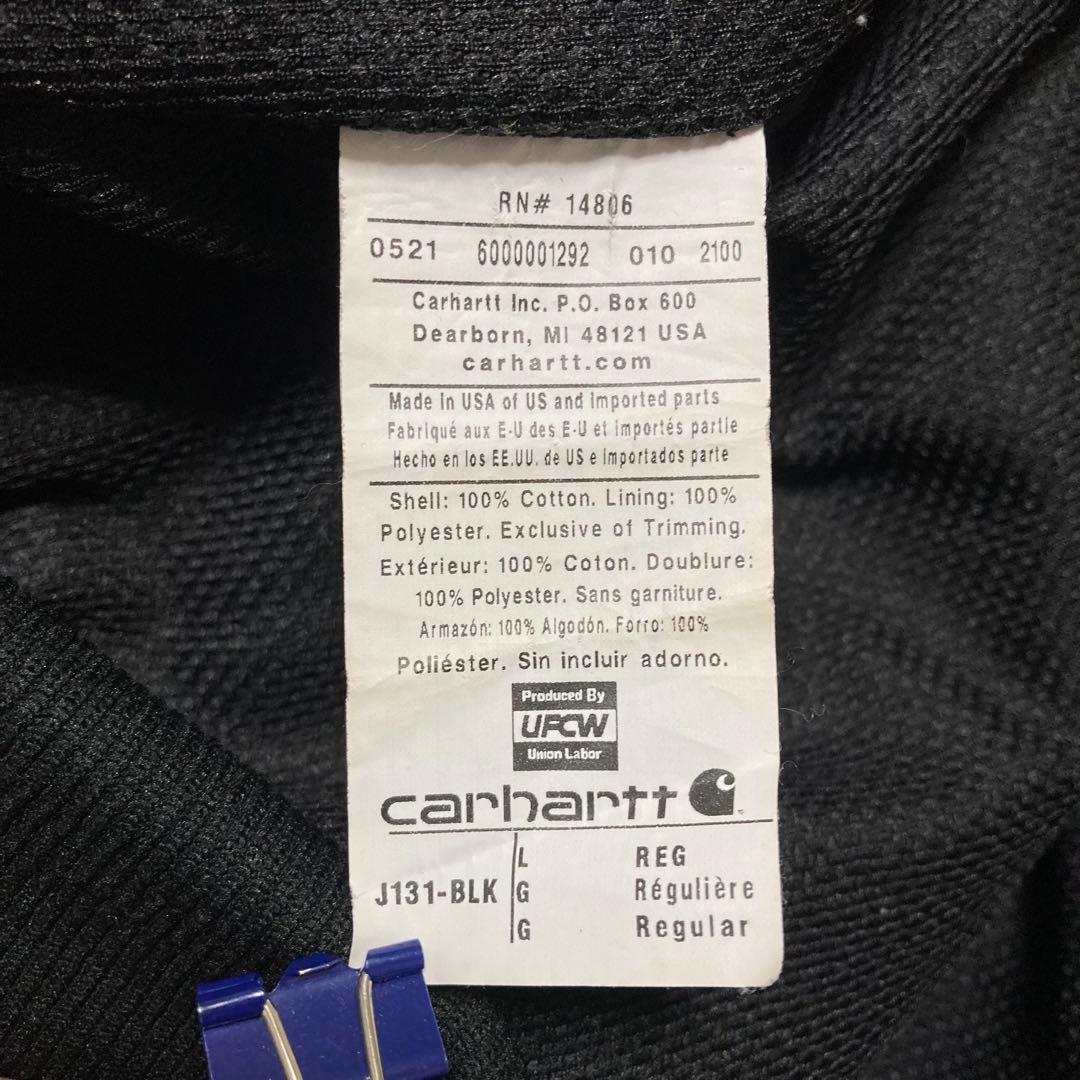 RN# 14806
0521 6000001292 010 2100
Carhartt Inc. P.O. Box 600
Dearborn, MI 48121 USA
carhartt.com
Made in USA of US and Imported parts
Fabriqué aux E-U des E-U et importés partie
Hecho en los EE.UU. de US e Importados parte
Shell: 100% Cotton. Lining: 100%
Polyester. Exclusive of Trimming.
Extérieur: 100% Coton. Doublure:
100% Polyester. Sans garniture.
Armazón: 100% Algodón. Forro: 100%
Poliéster. Sin incluir adorno.
Produced By
UFCW
Union Labor
carhartt
L REG
J131-BLK G Régulière
G Regular